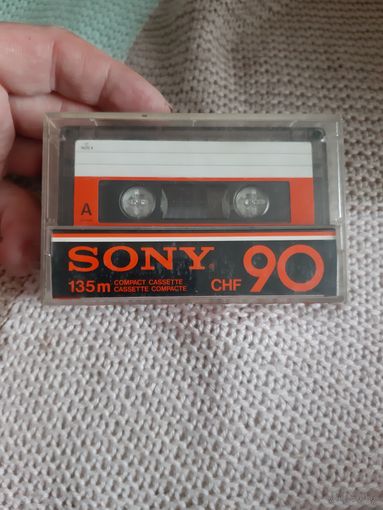 A
SONY
135m COMPACT CASSETTE
CASSETTE COMPACTE
CHF 90